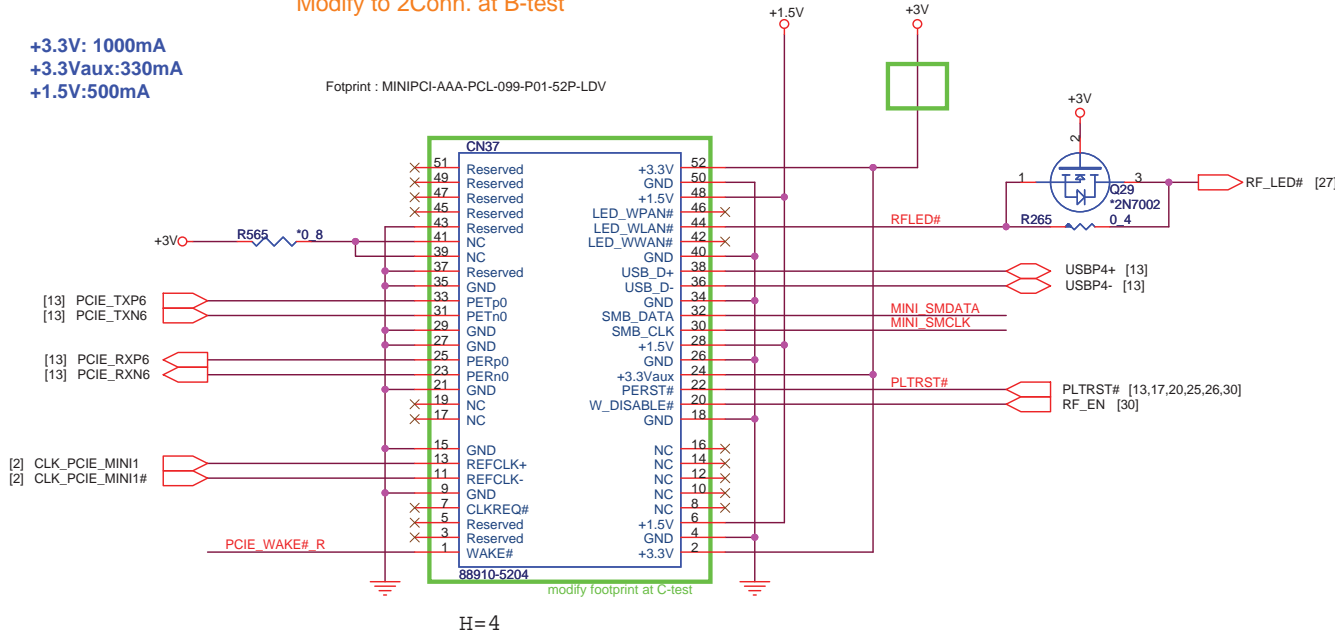 Modify to 2Conn. at B-test
+3.3V: 1000mA
+3.3Vaux:330mA
+1.5V:500mA
Fotprint : MINIPCI-AAA-PCL-099-P01-52P-LDV
+1.5V
+3V
+3V
2
1
3
Q29
*2N7002
R265
0_4
RF_LED# [27]
CN37
51 Reserved
49 Reserved
47 Reserved
45 Reserved
43 Reserved
41 NC
39 NC
37 Reserved
35 GND
33 PETp0
31 PETn0
29 GND
27 GND
25 PERp0
23 PERn0
21 GND
19 NC
17 NC
15 GND
13 REFCLK+
11 REFCLK-
9 GND
7 CLKREQ#
5 Reserved
3 Reserved
1 WAKE#
+3.3V 52
GND 50
+1.5V 48
LED_WPAN# 46
LED_WLAN# 44
LED_WWAN# 42
GND 40
USB_D+ 38
USB_D- 36
GND 34
SMB_DATA 32
SMB_CLK 30
+1.5V 28
GND 26
+3.3Vaux 24
PERST# 22
W_DISABLE# 20
GND 18
NC 16
NC 14
NC 12
NC 10
NC 8
+1.5V 6
GND 4
+3.3V 2
+3V
R565
*0_8
[13] PCIE_TXP6
[13] PCIE_TXN6
[13] PCIE_RXP6
[13] PCIE_RXN6
[2] CLK_PCIE_MINI1
[2] CLK_PCIE_MINI1#
PCIE_WAKE#_R
RFLED#
USBP4+ [13]
USBP4- [13]
MINI_SMDATA
MINI_SMCLK
PLTRST#
PLTRST# [13,17,20,25,26,30]
RF_EN [30]
88910-5204
modify footprint at C-test
H=4